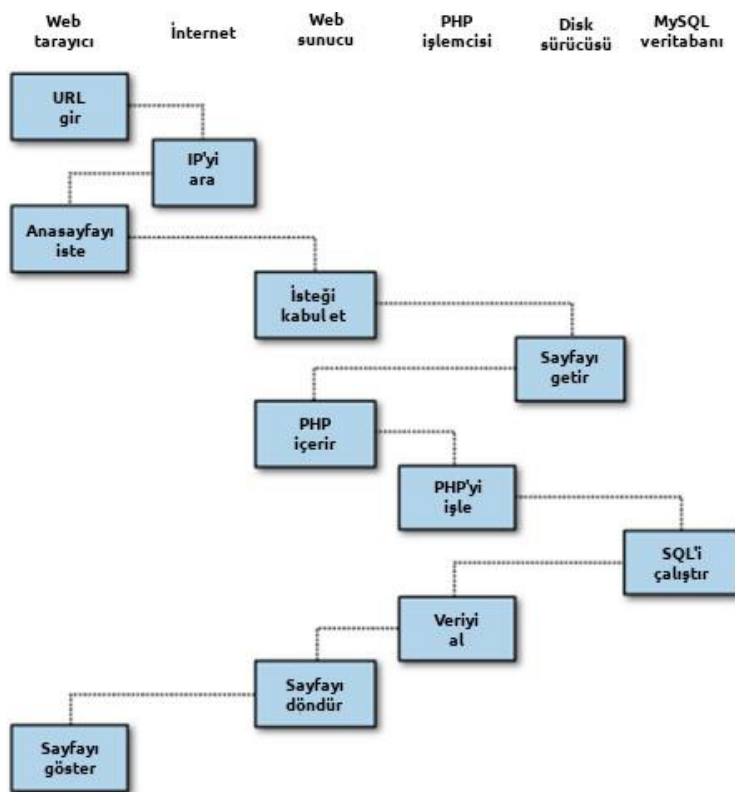 Web
tarayıcı
İnternet
Web
sunucu
PHP
işlemcisi
Disk
sürücüsü
MySQL
veritabanı
URL
gir
IP'yi
ara
Anasayfayı
iste
İsteği
kabul et
Sayfayı
getir
PHP
içerir
PHP'yi
işle
SQL'i
çalıştır
Veriyi
al
Sayfayı
döndür
Sayfayı
göster